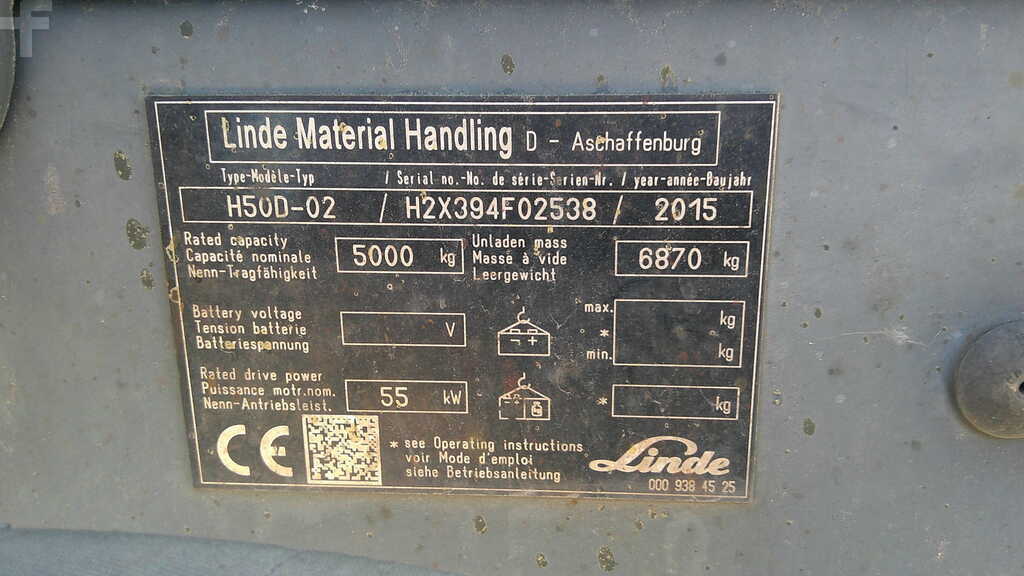 Linde Material Handling D - Aschaffenburg
Type-Modèle-Typ / Serial no.-No. de série-Serien-Nr. / year-année-Baujahr
H50D-02 / H2X394F02538 / 2015
Rated capacity
Capacité nominale
Nenn-Tragfähigkeit
5000 kg
Unladen mass
Masse à vide
Leergewicht
6870 kg
Battery voltage
Tension batterie
Batteriespannung
V
- +
max.
*
min.
kg
kg
Rated drive power
Puissance motr.nom.
Nenn-Antriebsleist.
55 kW
*
kg
CE
* see Operating instructions
voir Mode d'emploi
siehe Betriebsanleitung
Linde
000 938 45 25